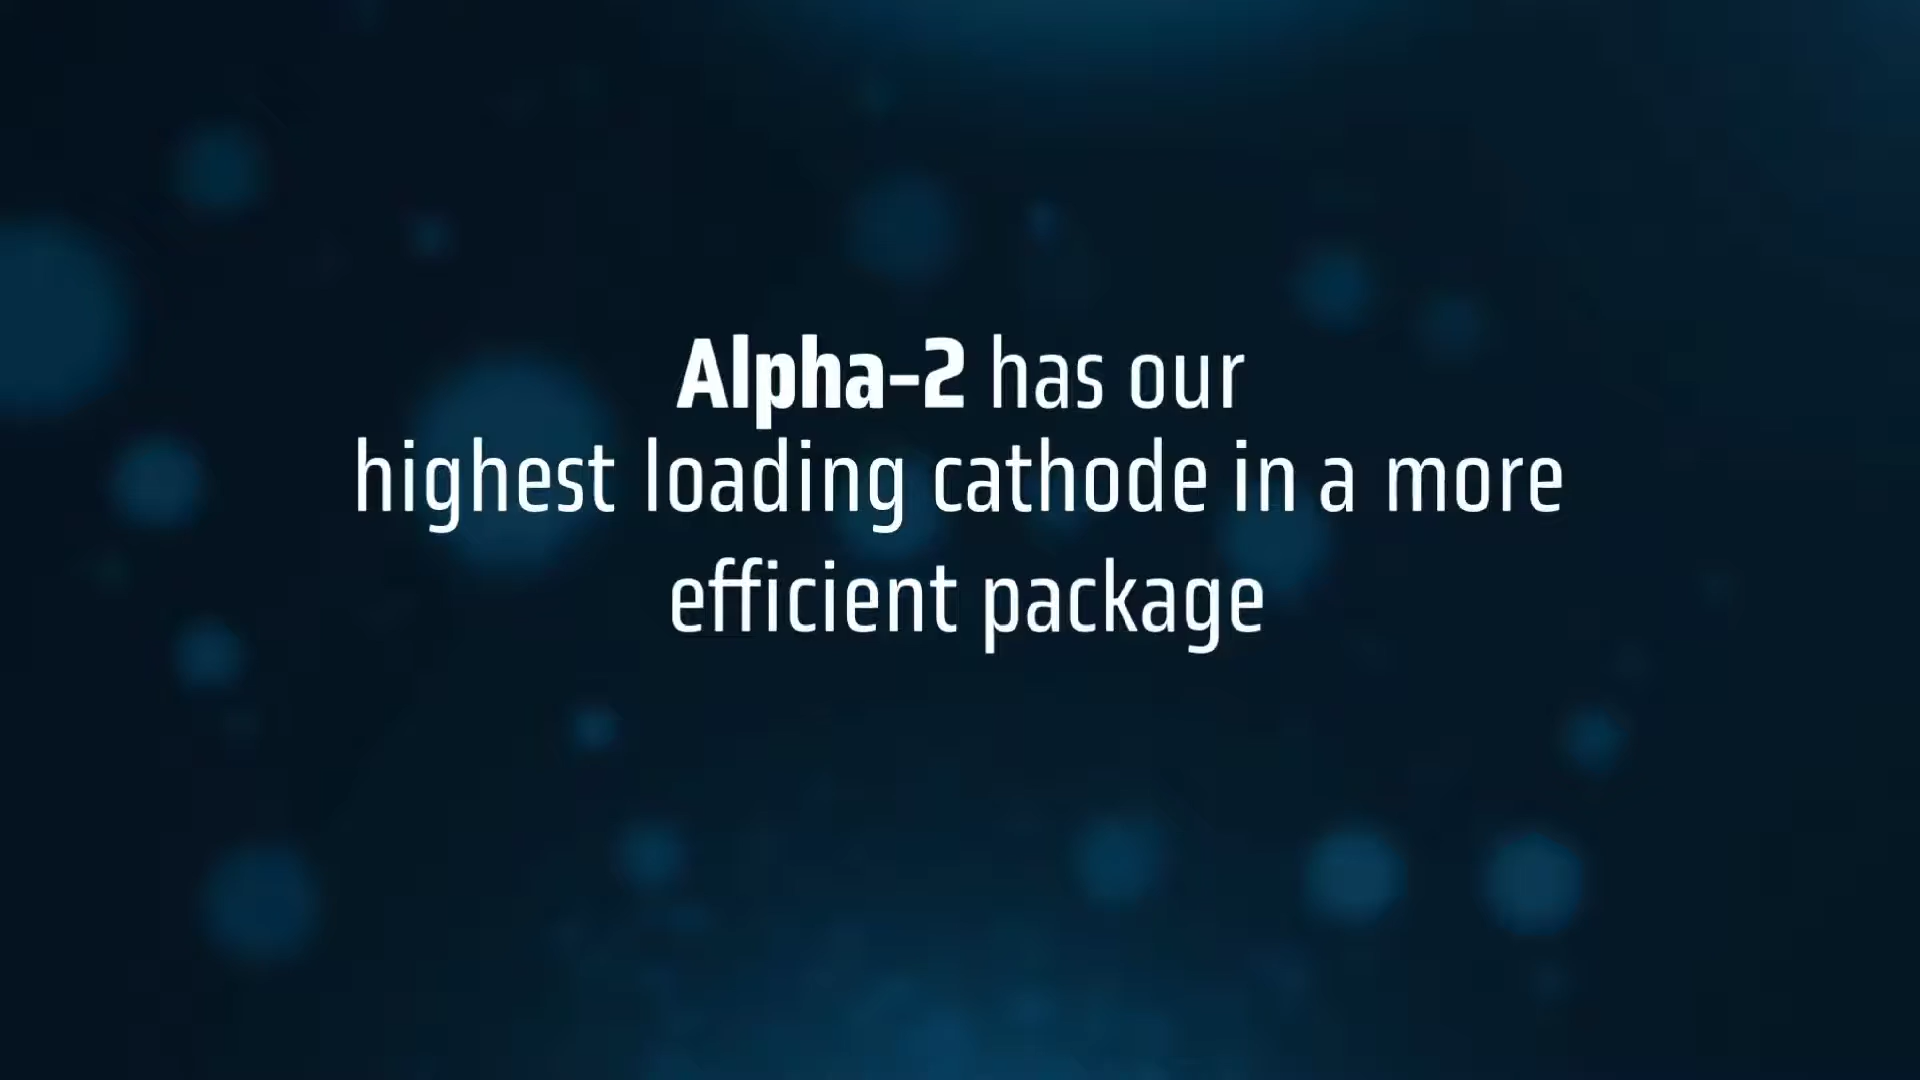 Alpha-2 has our
highest loading cathode in a more
efficient package